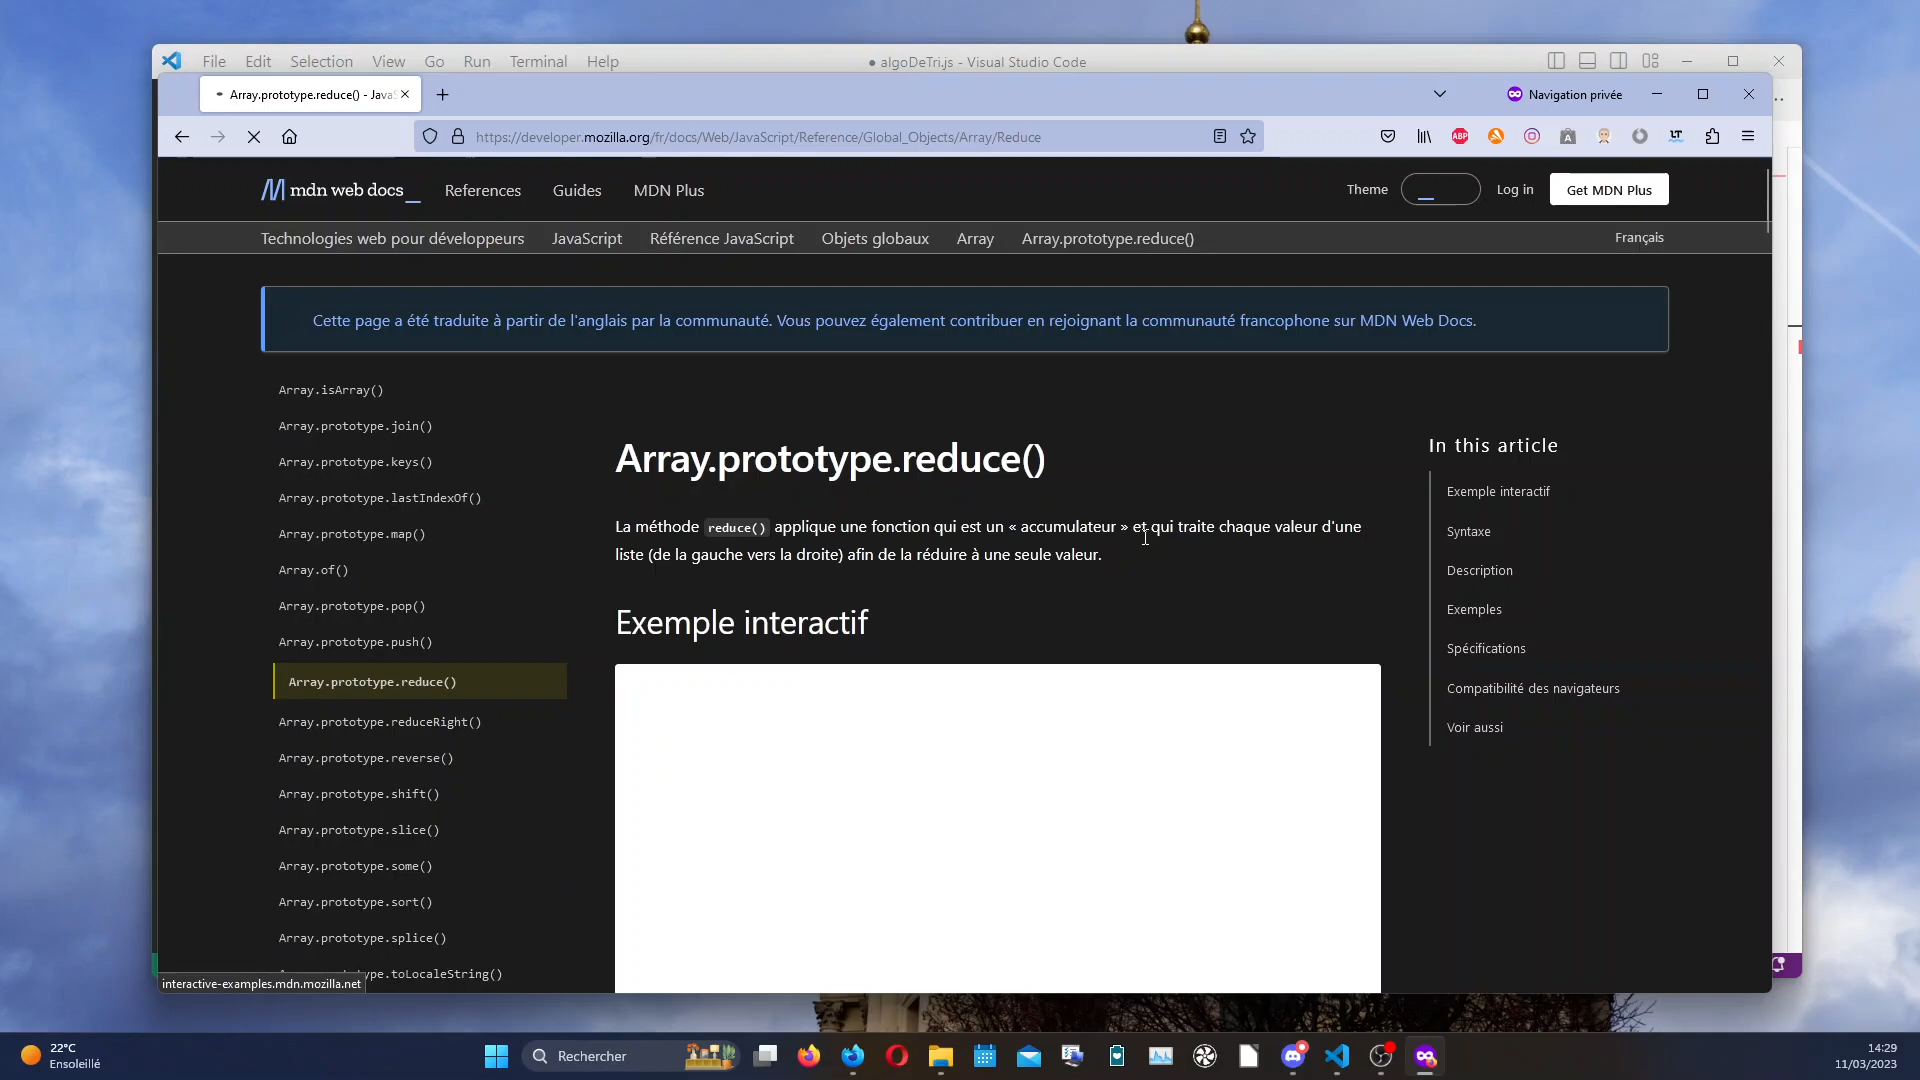 File Edit Selection View Go Run Terminal Help
● algoDeTri.js - Visual Studio Code
Array.prototype.reduce() - Java
Navigation privée
https://developer.mozilla.org/fr/docs/Web/JavaScript/Reference/Global_Objects/Array/Reduce
ABP
A
LT
mdn web docs_
References Guides MDN Plus
Theme
Log in
Get MDN Plus
Technologies web pour développeurs JavaScript Référence JavaScript Objets globaux Array Array.prototype.reduce()
Français
Cette page a été traduite à partir de l'anglais par la communauté. Vous pouvez également contribuer en rejoignant la communauté francophone sur MDN Web Docs.
Array.isArray()
Array.prototype.join()
Array.prototype.keys()
Array.prototype.lastIndexOf()
Array.prototype.map()
Array.of()
Array.prototype.pop()
Array.prototype.push()
Array.prototype.reduce()
Array.prototype.reduceRight()
Array.prototype.reverse()
Array.prototype.shift()
Array.prototype.slice()
Array.prototype.some()
Array.prototype.sort()
Array.prototype.splice()
ype.toLocaleString()
interactive-examples.mdn.mozilla.net
Array.prototype.reduce()
La méthode reduce() applique une fonction qui est un « accumulateur » et qui traite chaque valeur d'une
liste (de la gauche vers la droite) afin de la réduire à une seule valeur.
Exemple interactif
In this article
Exemple interactif
Syntaxe
Description
Exemples
Spécifications
Compatibilité des navigateurs
Voir aussi
22°C
Ensoleillé
Rechercher
14:29
11/03/2023